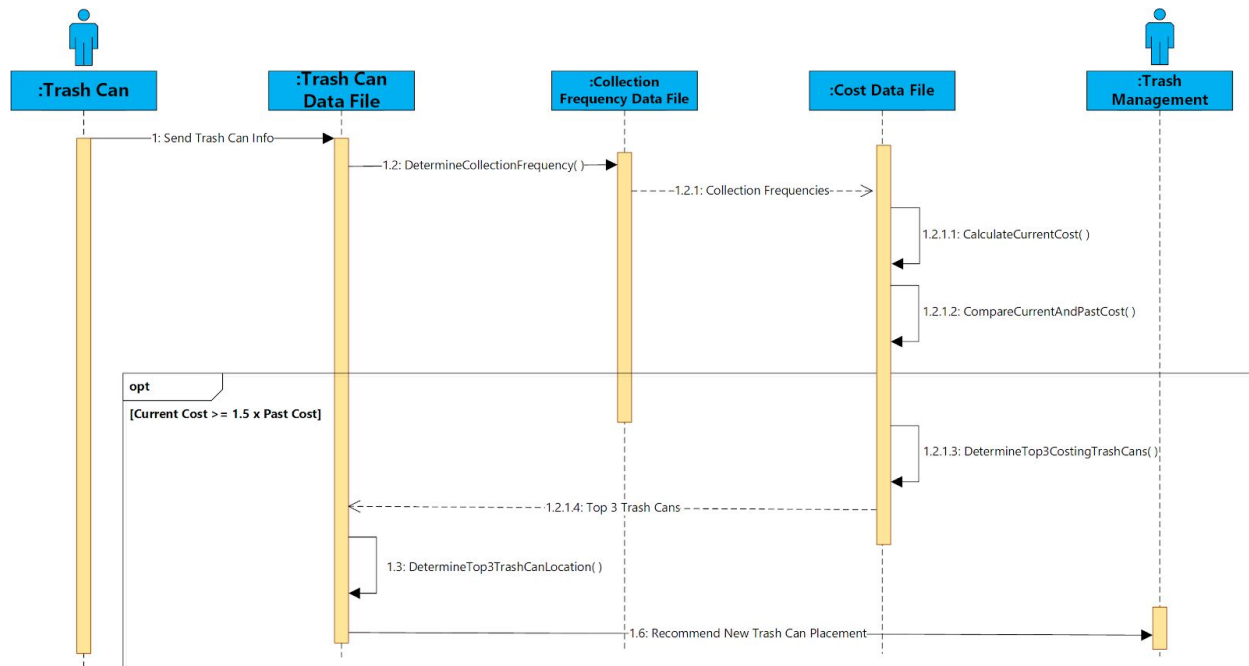 :Trash Can
:Trash Can
Data File
:Collection
Frequency Data File
:Cost Data File
:Trash
Management
1: Send Trash Can Info
1.2: DetermineCollectionFrequency( )
1.2.1: Collection Frequencies
1.2.1.1: CalculateCurrentCost( )
1.2.1.2: CompareCurrentAndPastCost( )
opt
[Current Cost >= 1.5 x Past Cost]
1.2.1.3: DetermineTop3CostingTrashCans( )
1.2.1.4: Top 3 Trash Cans
1.3: DetermineTop3TrashCanLocation( )
1.6: Recommend New Trash Can Placement